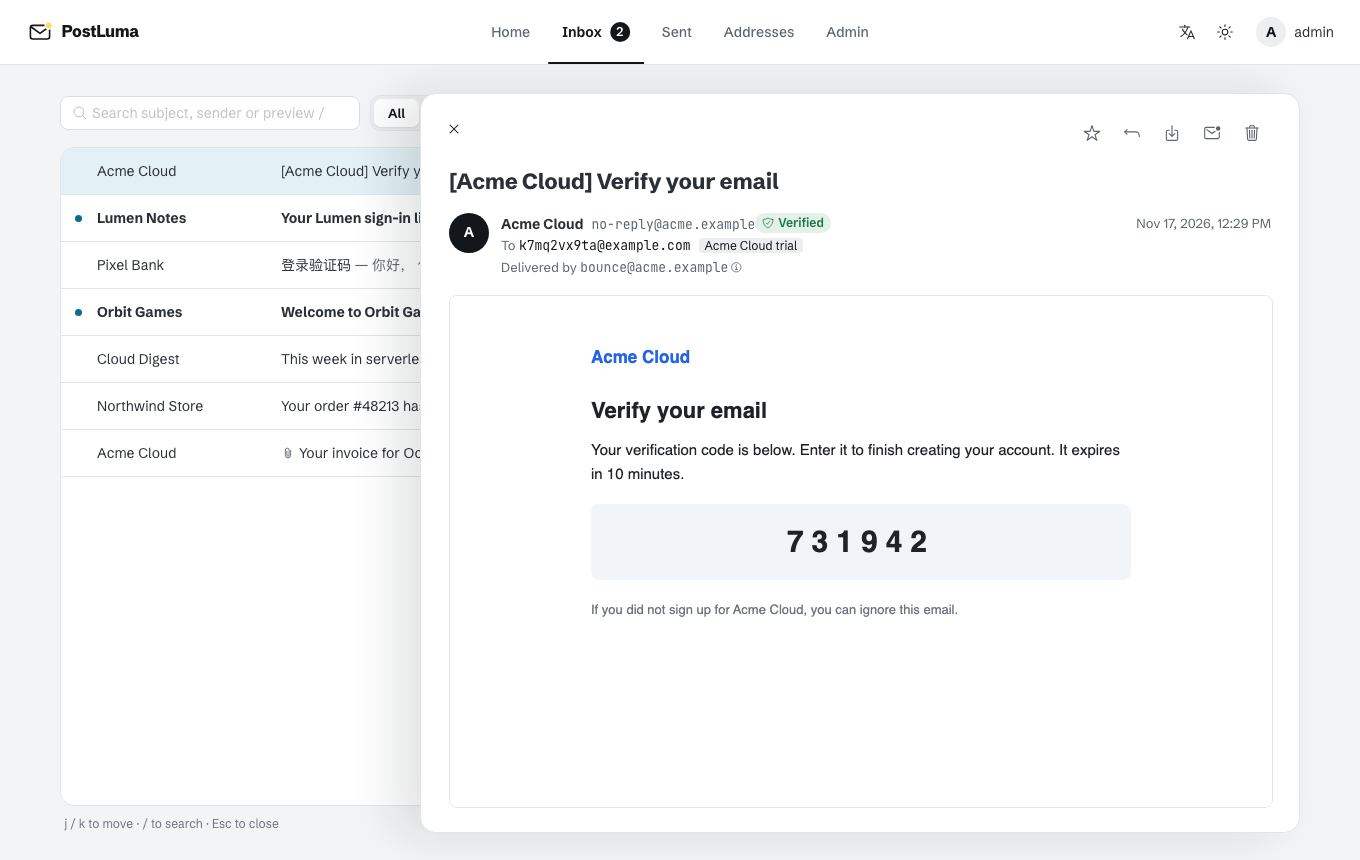 PostLuma
Home
Inbox 2
Sent
Addresses
Admin
A admin
Search subject, sender or preview /
All
Acme Cloud [Acme Cloud] Verify y
Lumen Notes Your Lumen sign-in li
Pixel Bank 登录验证码 — 你好，
Orbit Games Welcome to Orbit Ga
Cloud Digest This week in serverle
Northwind Store Your order #48213 ha
Acme Cloud Your invoice for Oc
j / k to move · / to search · Esc to close
[Acme Cloud] Verify your email
A
Acme Cloud no-reply@acme.example Verified
Nov 17, 2026, 12:29 PM
To k7mq2vx9ta@example.com Acme Cloud trial
Delivered by bounce@acme.example
Acme Cloud
Verify your email
Your verification code is below. Enter it to finish creating your account. It expires
in 10 minutes.
731942
If you did not sign up for Acme Cloud, you can ignore this email.